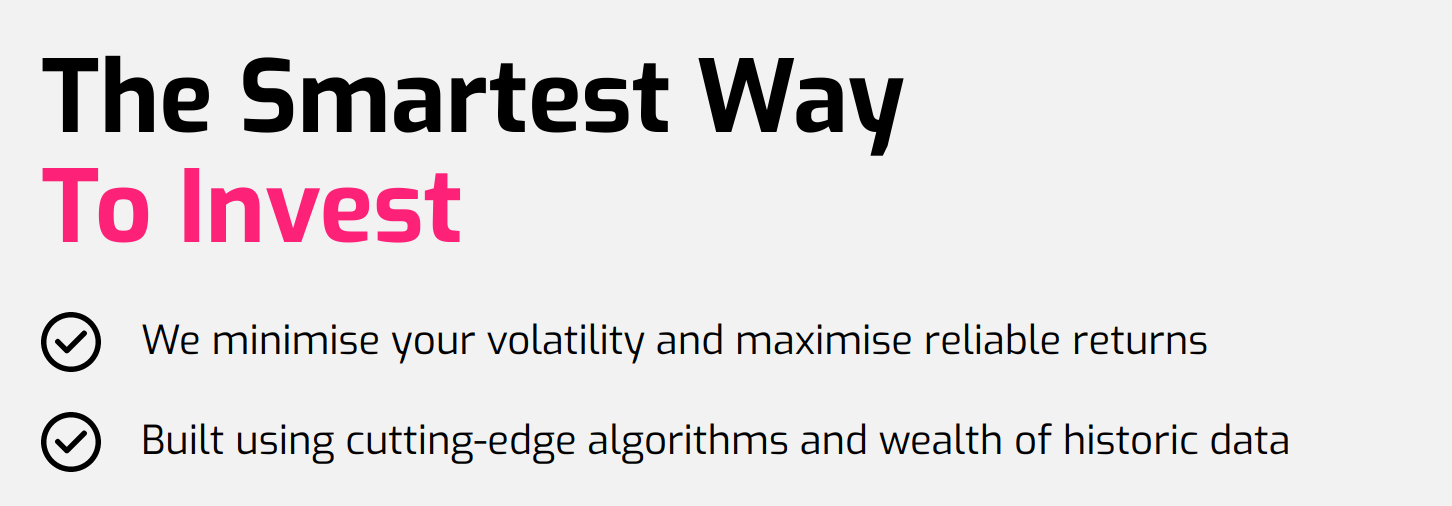 The Smartest Way
To Invest
We minimise your volatility and maximise reliable returns
Built using cutting-edge algorithms and wealth of historic data